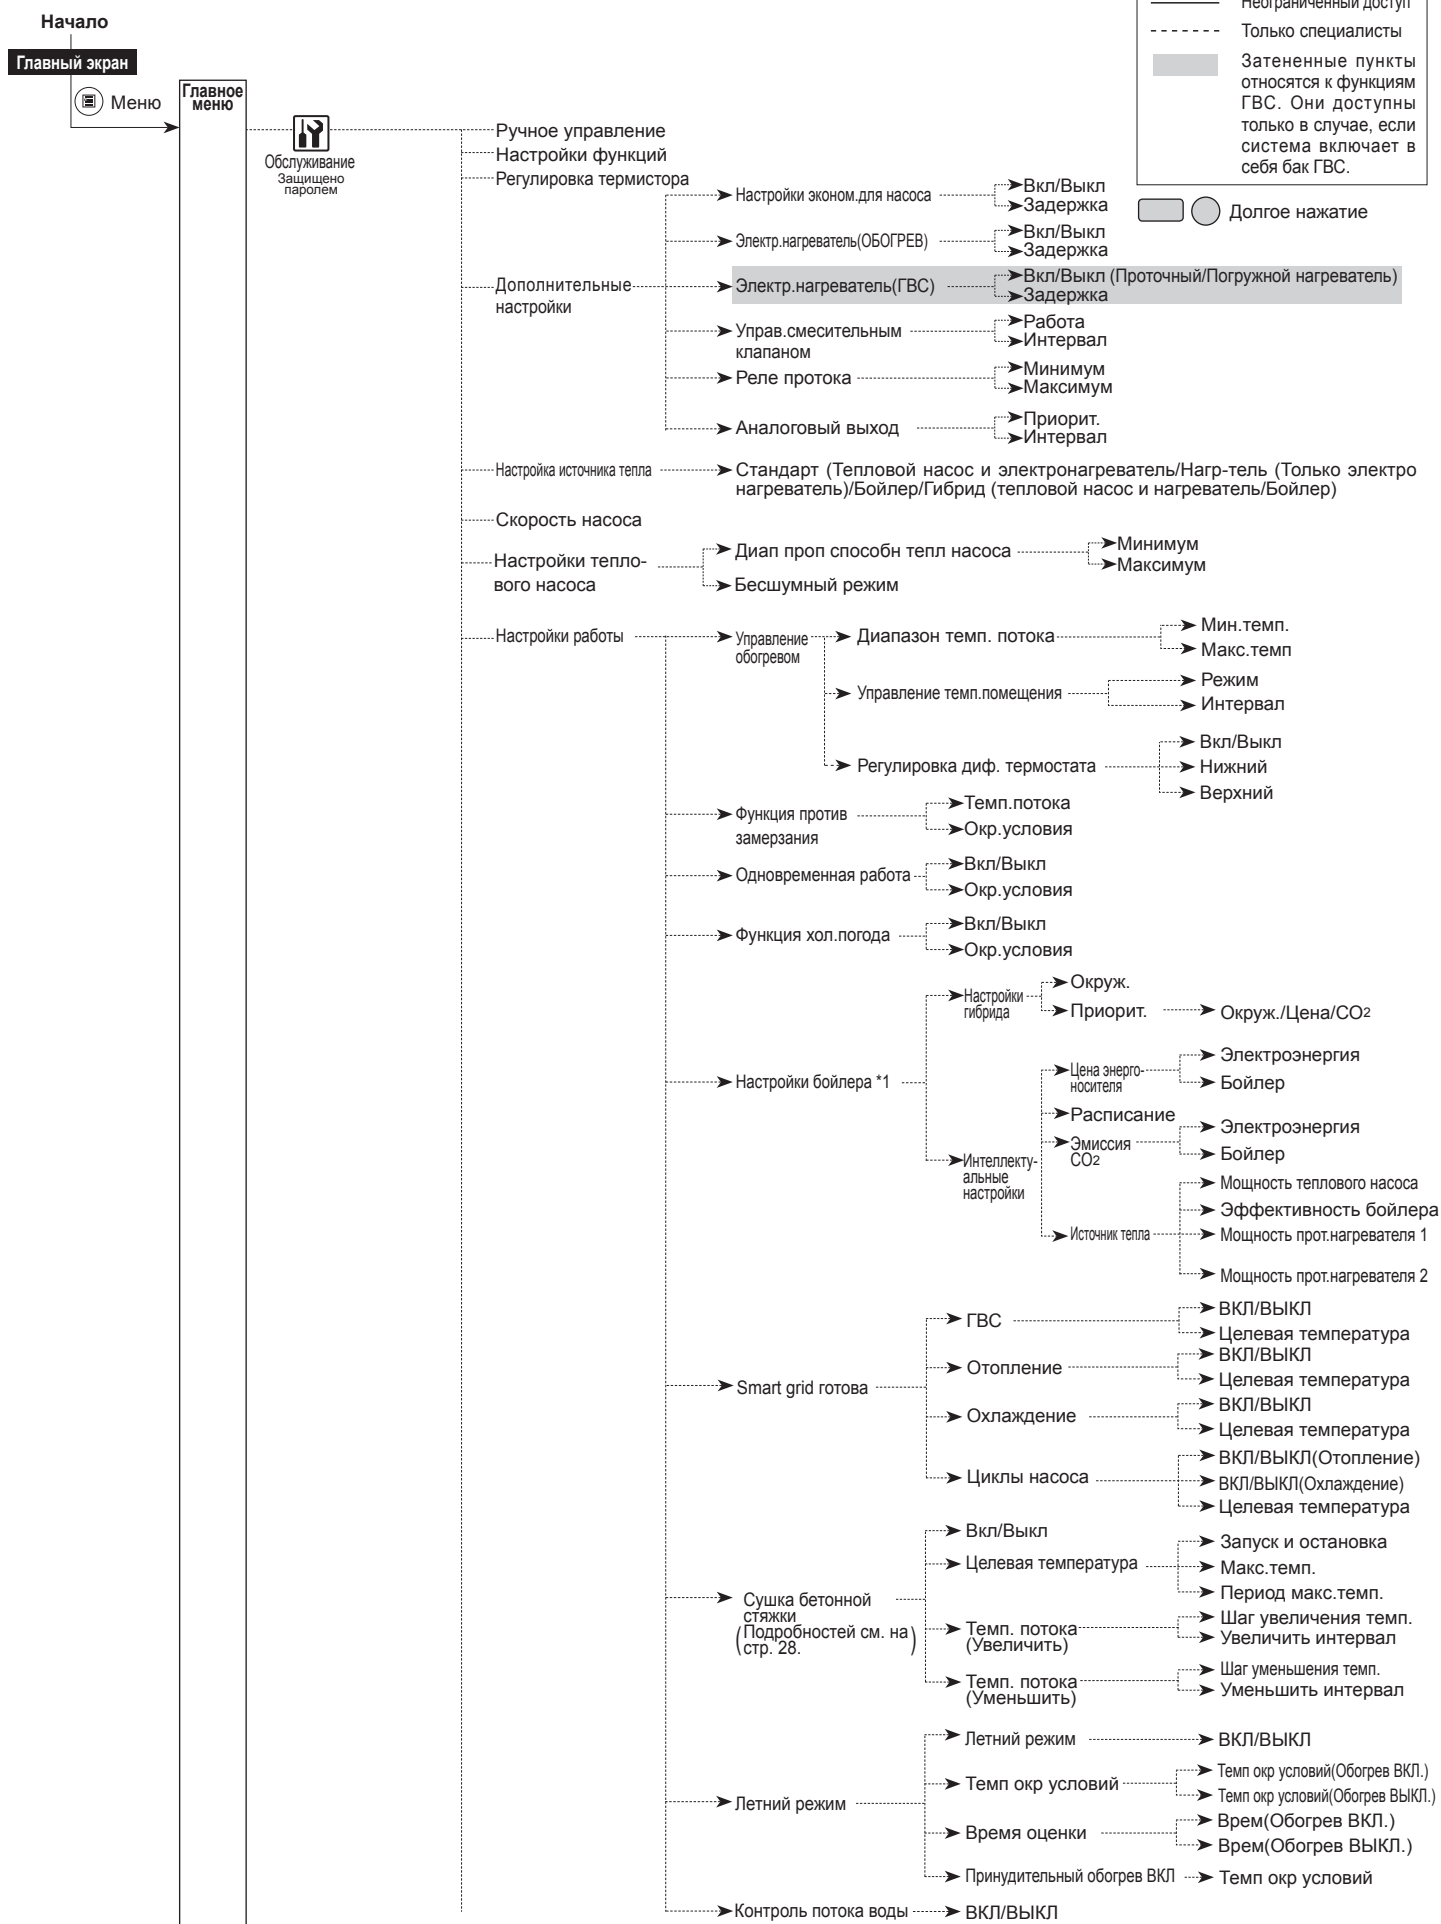 Начало
Главный экран
Меню
Главное
меню
Обслуживание
Защищено
паролем
Неограниченный доступ
Только специалисты
Затененные пункты
относятся к функциям
ГВС. Они доступны
только в случае, если
система включает в
себя бак ГВС.
Долгое нажатие
Ручное управление
Настройки функций
Регулировка термистора
Дополнительные
настройки
Настройки эконом.для насоса
Вкл/Выкл
Задержка
Электр.нагреватель(ОБОГРЕВ)
Вкл/Выкл
Задержка
Электр.нагреватель(ГВС)
Вкл/Выкл (Проточный/Погружной нагреватель)
Задержка
Управ.смесительным
клапаном
Работа
Интервал
Реле протока
Минимум
Максимум
Аналоговый выход
Приорит.
Интервал
Настройка источника тепла
Стандарт (Тепловой насос и электронагреватель/Нагр-тель (Только электро
нагреватель)/Бойлер/Гибрид (тепловой насос и нагреватель/Бойлер)
Скорость насоса
Настройки тепло-
вого насоса
Диап проп способн тепл насоса
Минимум
Максимум
Бесшумный режим
Настройки работы
Управление
обогревом
Диапазон темп. потока
Мин.темп.
Макс.темп
Управление темп.помещения
Режим
Интервал
Регулировка диф. термостата
Вкл/Выкл
Нижний
Верхний
Функция против
замерзания
Темп.потока
Окр.условия
Одновременная работа
Вкл/Выкл
Окр.условия
Функция хол.погода
Вкл/Выкл
Окр.условия
Настройки бойлера *1
Настройки
гибрида
Окруж.
Приорит.
Окруж./Цена/CO2
Интеллекту-
альные
настройки
Цена энерго-
носителя
Электроэнергия
Бойлер
Расписание
Эмиссия
CO2
Электроэнергия
Бойлер
Источник тепла
Мощность теплового насоса
Эффективность бойлера
Мощность прот.нагревателя 1
Мощность прот.нагревателя 2
Smart grid готова
ГВС
ВКЛ/ВЫКЛ
Целевая температура
Отопление
ВКЛ/ВЫКЛ
Целевая температура
Охлаждение
ВКЛ/ВЫКЛ
Целевая температура
Циклы насоса
ВКЛ/ВЫКЛ(Отопление)
ВКЛ/ВЫКЛ(Охлаждение)
Целевая температура
Сушка бетонной
стяжки
(Подробностей см. на
стр. 28.)
Вкл/Выкл
Целевая температура
Запуск и остановка
Макс.темп.
Период макс.темп.
Темп. потока
(Увеличить)
Шаг увеличения темп.
Увеличить интервал
Темп. потока
(Уменьшить)
Шаг уменьшения темп.
Уменьшить интервал
Летний режим
Летний режим
ВКЛ/ВЫКЛ
Темп окр условий
Темп окр условий(Обогрев ВКЛ.)
Темп окр условий(Обогрев ВЫКЛ.)
Время оценки
Врем(Обогрев ВКЛ.)
Врем(Обогрев ВЫКЛ.)
Принудительный обогрев ВКЛ
Темп окр условий
Контроль потока воды
ВКЛ/ВЫКЛ